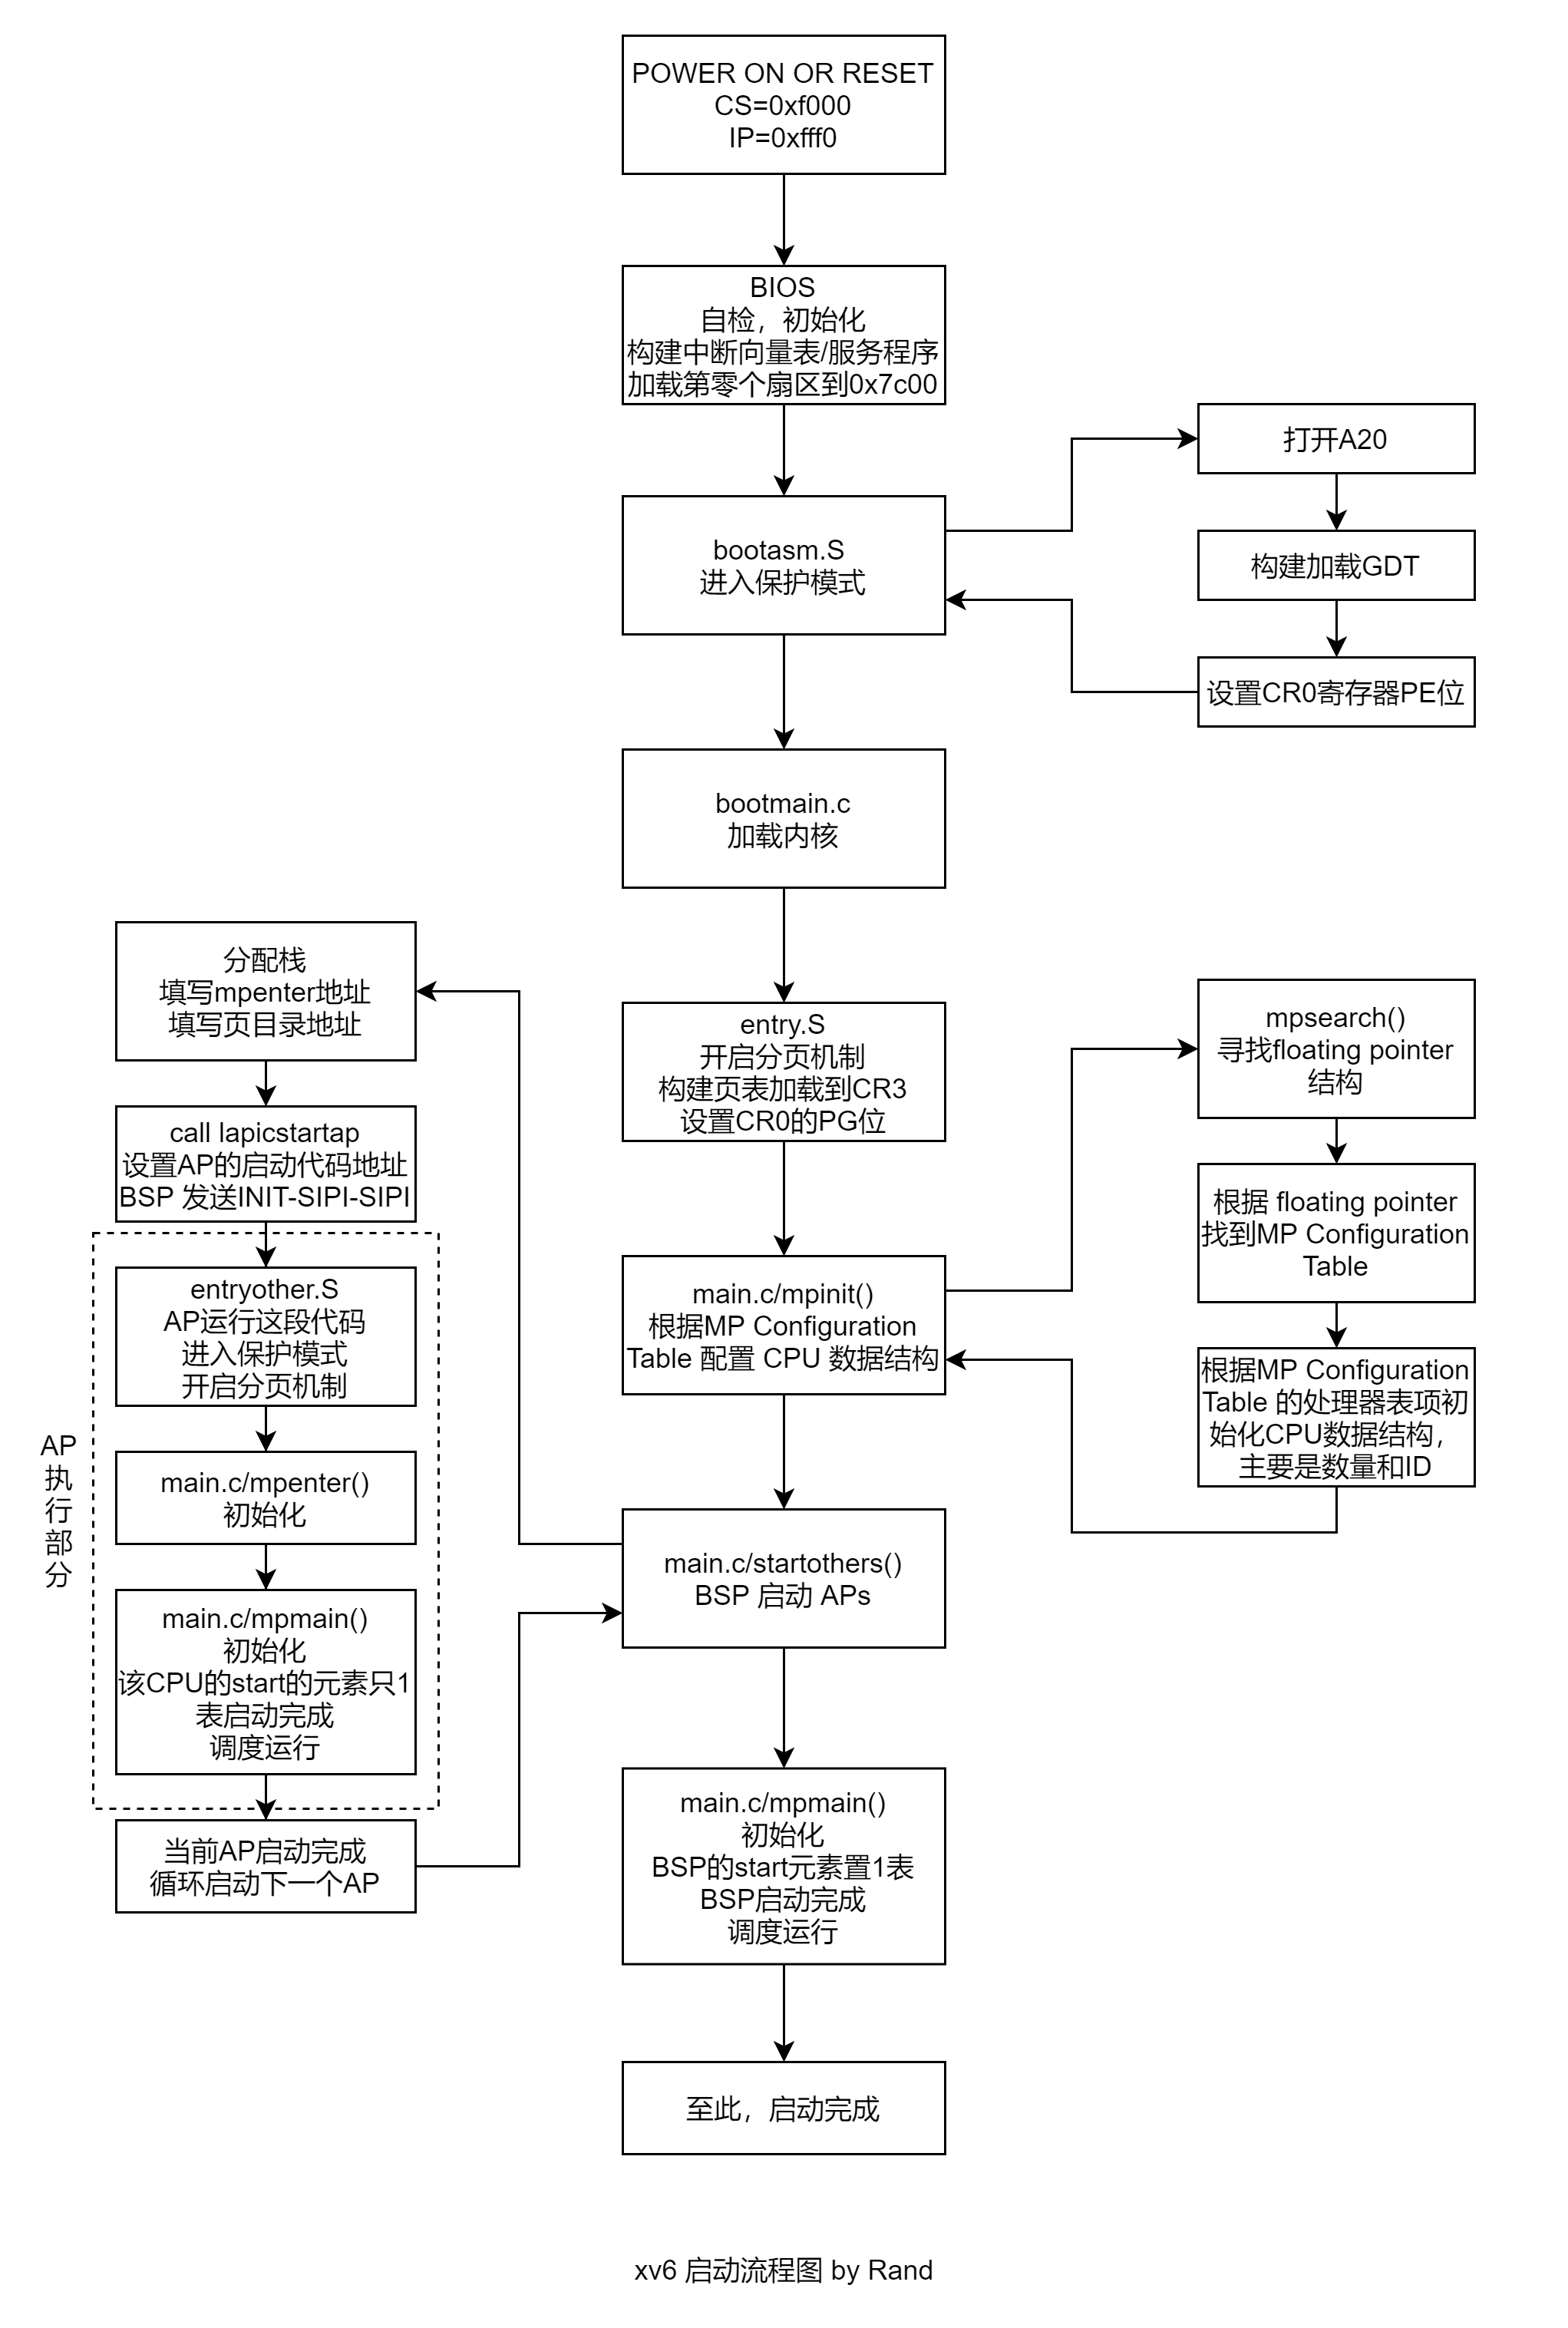 POWER ON OR RESET
CS=0xf000
IP=0xfff0
BIOS
自检，初始化
构建中断向量表/服务程序
加载第零个扇区到0x7c00
bootasm.S
进入保护模式
打开A20
构建加载GDT
设置CR0寄存器PE位
bootmain.c
加载内核
entry.S
开启分页机制
构建页表加载到CR3
设置CR0的PG位
main.c/mpinit()
根据MP Configuration
Table 配置 CPU 数据结构
mpsearch()
寻找floating pointer
结构
根据 floating pointer
找到MP Configuration
Table
根据MP Configuration
Table 的处理器表项初
始化CPU数据结构，
主要是数量和ID
main.c/startothers()
BSP 启动 APs
分配栈
填写mpenter地址
填写页目录地址
call lapicstartap
设置AP的启动代码地址
BSP 发送INIT-SIPI-SIPI
AP
执
行
部
分
entryother.S
AP运行这段代码
进入保护模式
开启分页机制
main.c/mpenter()
初始化
main.c/mpmain()
初始化
该CPU的start的元素只1
表启动完成
调度运行
当前AP启动完成
循环启动下一个AP
main.c/mpmain()
初始化
BSP的start元素置1表
BSP启动完成
调度运行
至此，启动完成
xv6 启动流程图 by Rand